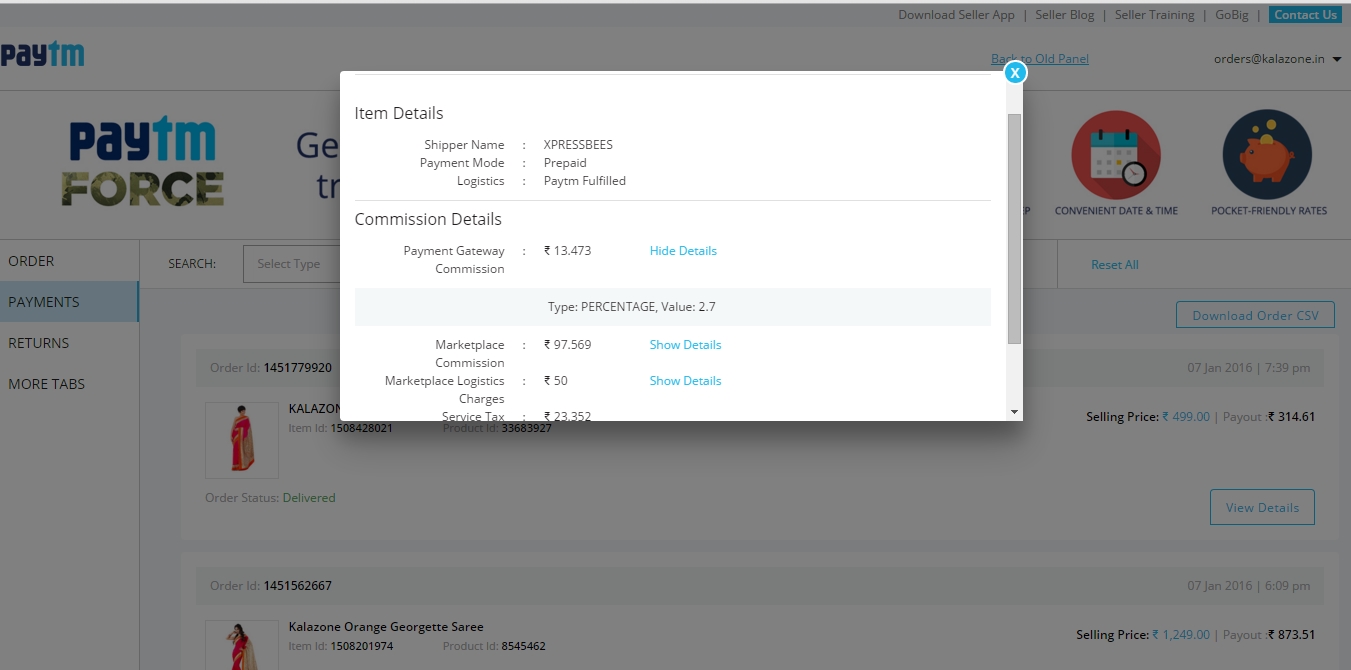 Download Seller App | Seller Blog | Seller Training | GoBig | Contact Us
paytm
Back to Old Panel
orders@kalazone.in
X
paytm
FORCE
Ge
tr
CONVENIENT DATE & TIME
POCKET-FRIENDLY RATES
Item Details
Shipper Name : XPRESSBEES
Payment Mode : Prepaid
Logistics : Paytm Fulfilled
Commission Details
Payment Gateway : ₹ 13.473 Hide Details
Commission
Type: PERCENTAGE, Value: 2.7
Marketplace : ₹ 97.569 Show Details
Commission
Marketplace Logistics : ₹ 50 Show Details
Charges
Service Tax : ₹ 23.352
ORDER
PAYMENTS
RETURNS
MORE TABS
SEARCH: Select Type
Reset All
Download Order CSV
Order Id: 1451779920
07 Jan 2016 | 7:39 pm
KALAZON
Item Id: 1508428021 Product Id: 33683927
Selling Price: ₹ 499.00 | Payout :₹ 314.61
Order Status: Delivered
View Details
Order Id: 1451562667
07 Jan 2016 | 6:09 pm
Kalazone Orange Georgette Saree
Item Id: 1508201974 Product Id: 8545462
Selling Price: ₹ 1,249.00 | Payout :₹ 873.51